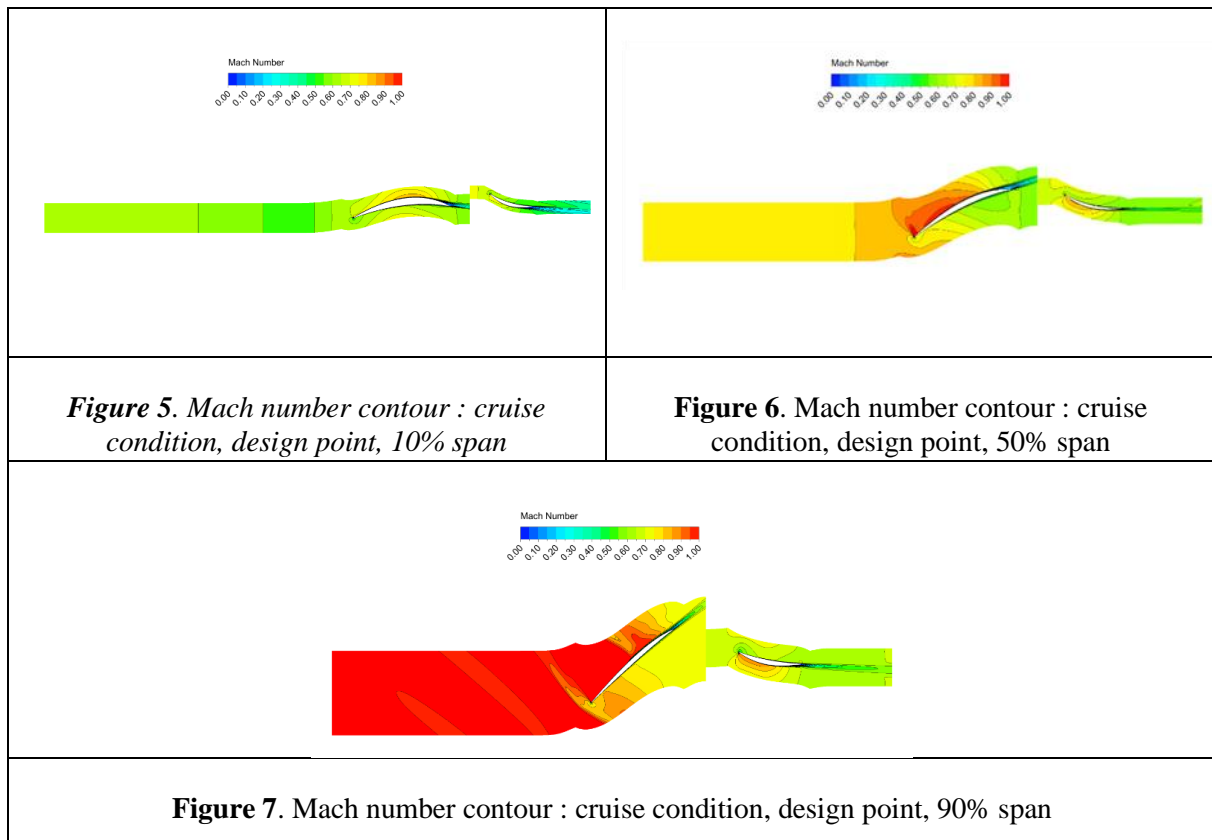 Mach Number
0.00 0.10 0.20 0.30 0.40 0.50 0.60 0.70 0.80 0.90 1.00
Mach Number
0.00 0.10 0.20 0.30 0.40 0.50 0.60 0.70 0.80 0.90 1.00
Figure 5. Mach number contour : cruise
condition, design point, 10% span
Figure 6. Mach number contour : cruise
condition, design point, 50% span
Mach Number
0.00 0.10 0.20 0.30 0.40 0.50 0.60 0.70 0.80 0.90 1.00
Figure 7. Mach number contour : cruise condition, design point, 90% span